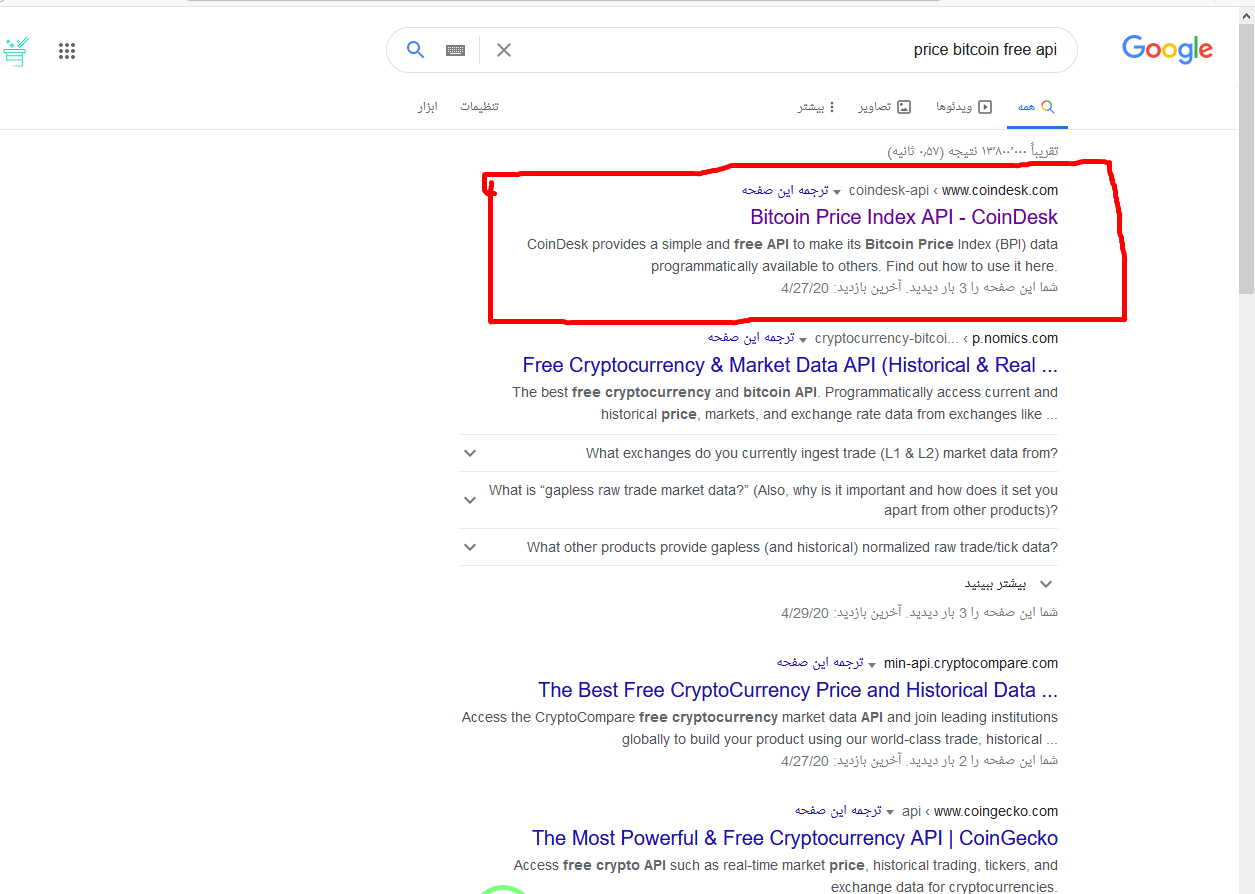 price bitcoin free api
Google
همه ویدئوها تصاویر بیشتر تنظیمات ابزار
تقریباً ۱۳٬۸۰۰٬۰۰۰ نتیجه (۰٫۵۷ ثانیه)
www.coindesk.com › coindesk-api ترجمه این صفحه
Bitcoin Price Index API - CoinDesk
CoinDesk provides a simple and free API to make its Bitcoin Price Index (BPI) data
programmatically available to others. Find out how to use it here.
شما این صفحه را 3 بار دیدید. آخرین بازدید: 4/27/20
p.nomics.com › cryptocurrency-bitcoi... ترجمه این صفحه
Free Cryptocurrency & Market Data API (Historical & Real ...
The best free cryptocurrency and bitcoin API. Programmatically access current and
historical price, markets, and exchange rate data from exchanges like ...
What exchanges do you currently ingest trade (L1 & L2) market data from?
What is “gapless raw trade market data?” (Also, why is it important and how does it set you
apart from other products)?
What other products provide gapless (and historical) normalized raw trade/tick data?
بیشتر ببینید
شما این صفحه را 3 بار دیدید. آخرین بازدید: 4/29/20
min-api.cryptocompare.com ترجمه این صفحه
The Best Free CryptoCurrency Price and Historical Data ...
Access the CryptoCompare free cryptocurrency market data API and join leading institutions
globally to build your product using our world-class trade, historical ...
شما این صفحه را 2 بار دیدید. آخرین بازدید: 4/27/20
www.coingecko.com › api ترجمه این صفحه
The Most Powerful & Free Cryptocurrency API | CoinGecko
Access free crypto API such as real-time market price, historical trading, tickers, and
exchange data for cryptocurrencies.